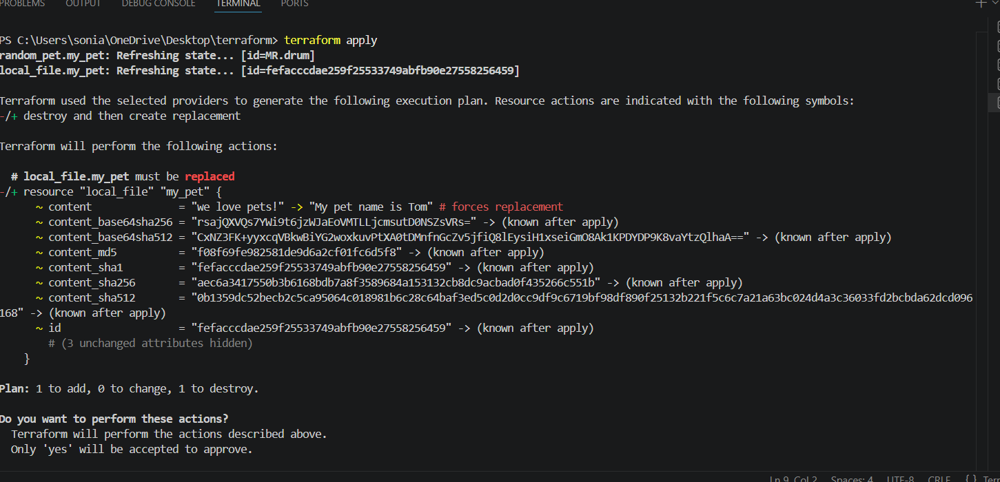 PROBLEMS OUTPUT DEBUG CONSOLE TERMINAL PORTS
PS C:\Users\sonia\OneDrive\Desktop\terraform> terraform apply
random_pet.my_pet: Refreshing state... [id=MR.drum]
local_file.my_pet: Refreshing state... [id=fefacccdae259f25533749abfb90e27558256459]
Terraform used the selected providers to generate the following execution plan. Resource actions are indicated with the following symbols:
-/+ destroy and then create replacement
Terraform will perform the following actions:
# local_file.my_pet must be replaced
-/+ resource "local_file" "my_pet" {
~ content = "we love pets!" -> "My pet name is Tom" # forces replacement
~ content_base64sha256 = "rsajQXVQs7YWi9t6jzWJaEoVMTLLjcmsutD0NSZsVRs=" -> (known after apply)
~ content_base64sha512 = "CxNZ3FK+yyxcqVBkwBiYG2woxkuvPtXA0tDMnfnGcZv5jfiQ8lEysiH1xseiGmO8Ak1KPDYDP9K8vaYtzQlhaA==" -> (known after apply)
~ content_md5 = "f08f69fe982581de9d6a2cf01fc6d5f8" -> (known after apply)
~ content_sha1 = "fefacccdae259f25533749abfb90e27558256459" -> (known after apply)
~ content_sha256 = "aec6a3417550b3b6168bdb7a8f3589684a153132cb8dc9acbad0f435266c551b" -> (known after apply)
~ content_sha512 = "0b1359dc52becb2c5ca95064c018981b6c28c64baf3ed5c0d2d0cc9df9c6719bf98df890f25132b221f5c6c7a21a63bc024d4a3c36033fd2bcbda62dcd096
168" -> (known after apply)
~ id = "fefacccdae259f25533749abfb90e27558256459" -> (known after apply)
# (3 unchanged attributes hidden)
}
Plan: 1 to add, 0 to change, 1 to destroy.
Do you want to perform these actions?
Terraform will perform the actions described above.
Only 'yes' will be accepted to approve.
Ln 9, Col 2 Spaces: 4 UTF-8 CRLF { }